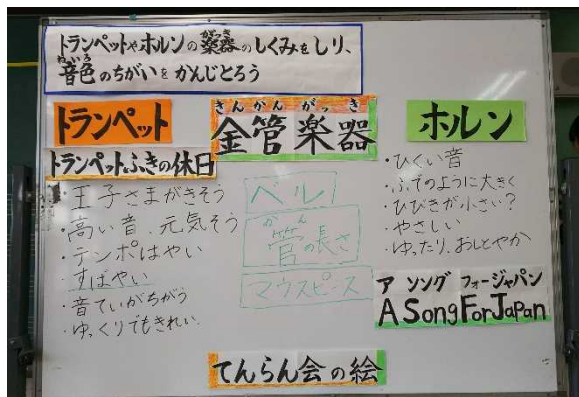 トランペットやホルンの楽器のしくみをしり、
音色のちがいをかんじとろう
トランペット
トランペットふきの休日
・王子さまがきそう
・高い音、元気そう
・テンポはやい
・すばやい
・音ていがちがう
・ゆっくりでもきれい
きんかんがっき
金管楽器
ベル
管の長さ
マウスピース
ホルン
・ひくい音
・ふでのように大きく
・ひびきが小さい?
・やさしい
・ゆったり、おしとやか
ア ソング フォージャパン
A Song For Japan
てんらん会の絵